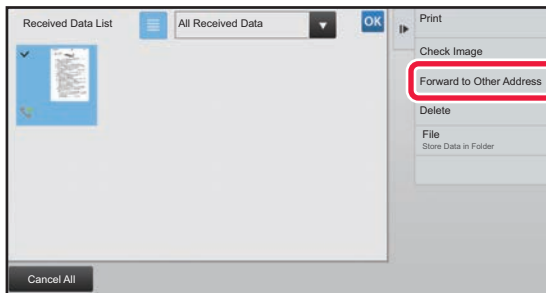 Received Data List
All Received Data
OK
Print
Check Image
Forward to Other Address
Delete
File
Store Data in Folder
Cancel All